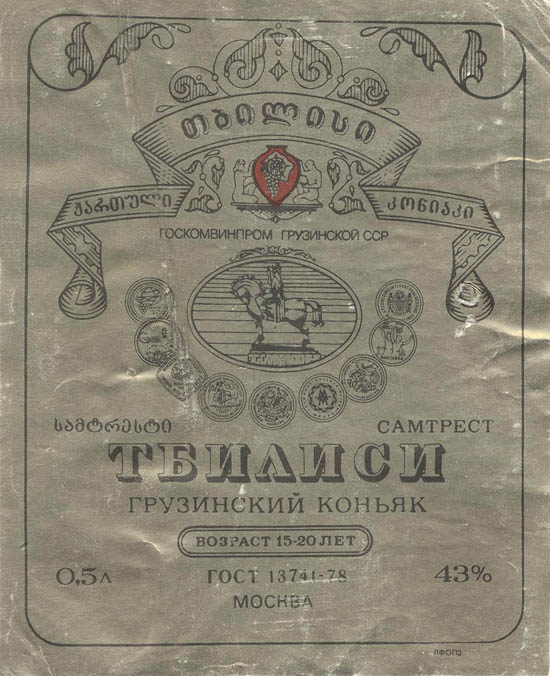 თბილისი
ქართული კონიაკი
ГОСКОМВИНПРОМ ГРУЗИНСКОЙ ССР
სამტრესტი САМТРЕСТ
ТБИЛИСИ
ГРУЗИНСКИЙ КОНЬЯК
ВОЗРАСТ 15-20 ЛЕТ
0,5л ГОСТ 13741-78 43%
МОСКВА
ЛФОП2